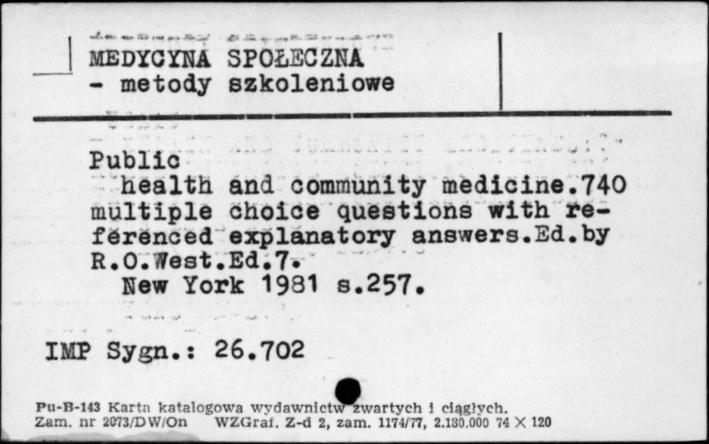 MEDYCYNA SPOŁECZNA
- metody szkoleniowe
Public
health and community medicine.740
multiple choice questions with re-
ferenced explanatory answers.Ed.by
R.O.West.Ed.7.
New York 1981 s.257.
IMP Sygn.: 26.702
Pu-B-143 Karta katalogowa wydawnictw zwartych i ciągłych.
Zam. nr 2073/DW/On WZGraf. Z-d 2, zam. 1174/77, 2.180.000 74 X 120